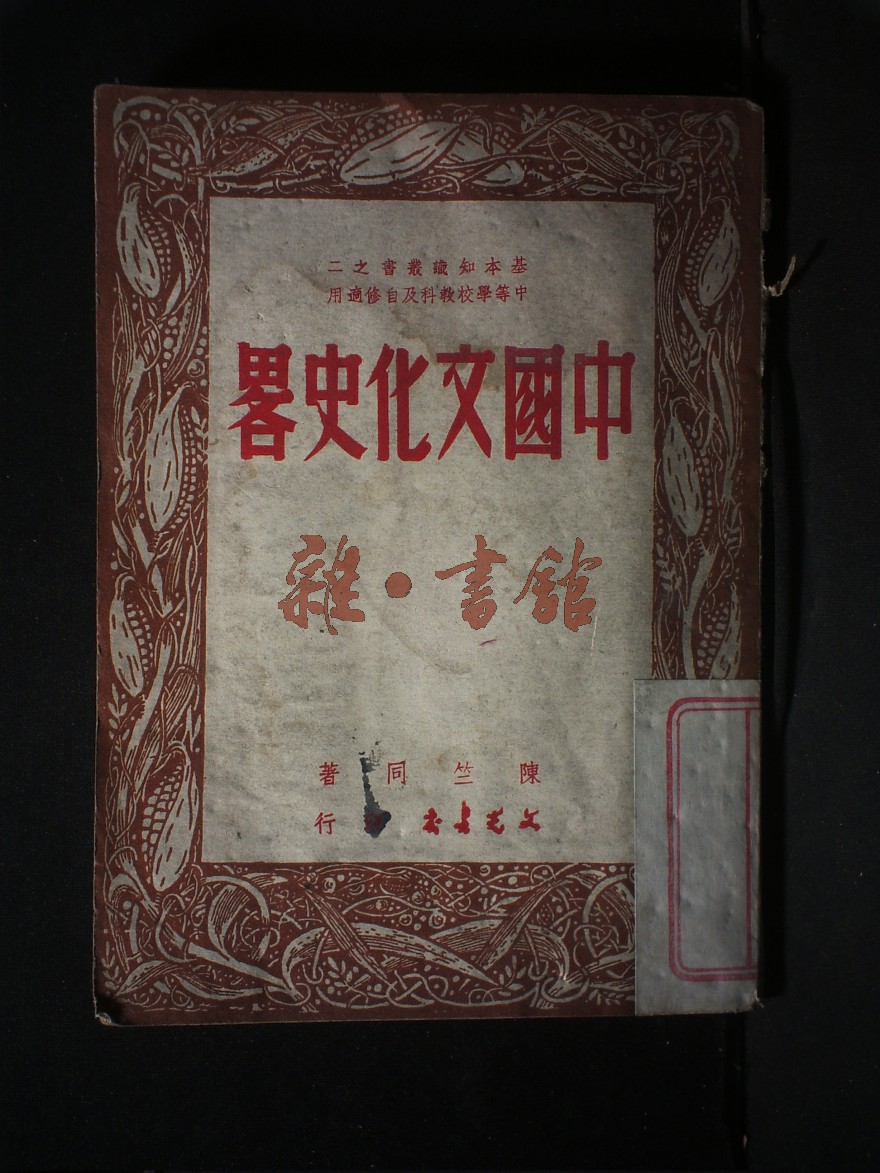 基本知識叢書之二
中等學校教科及自修適用
中國文化史畧
雜·書館
陳竺同著
文光書店 行